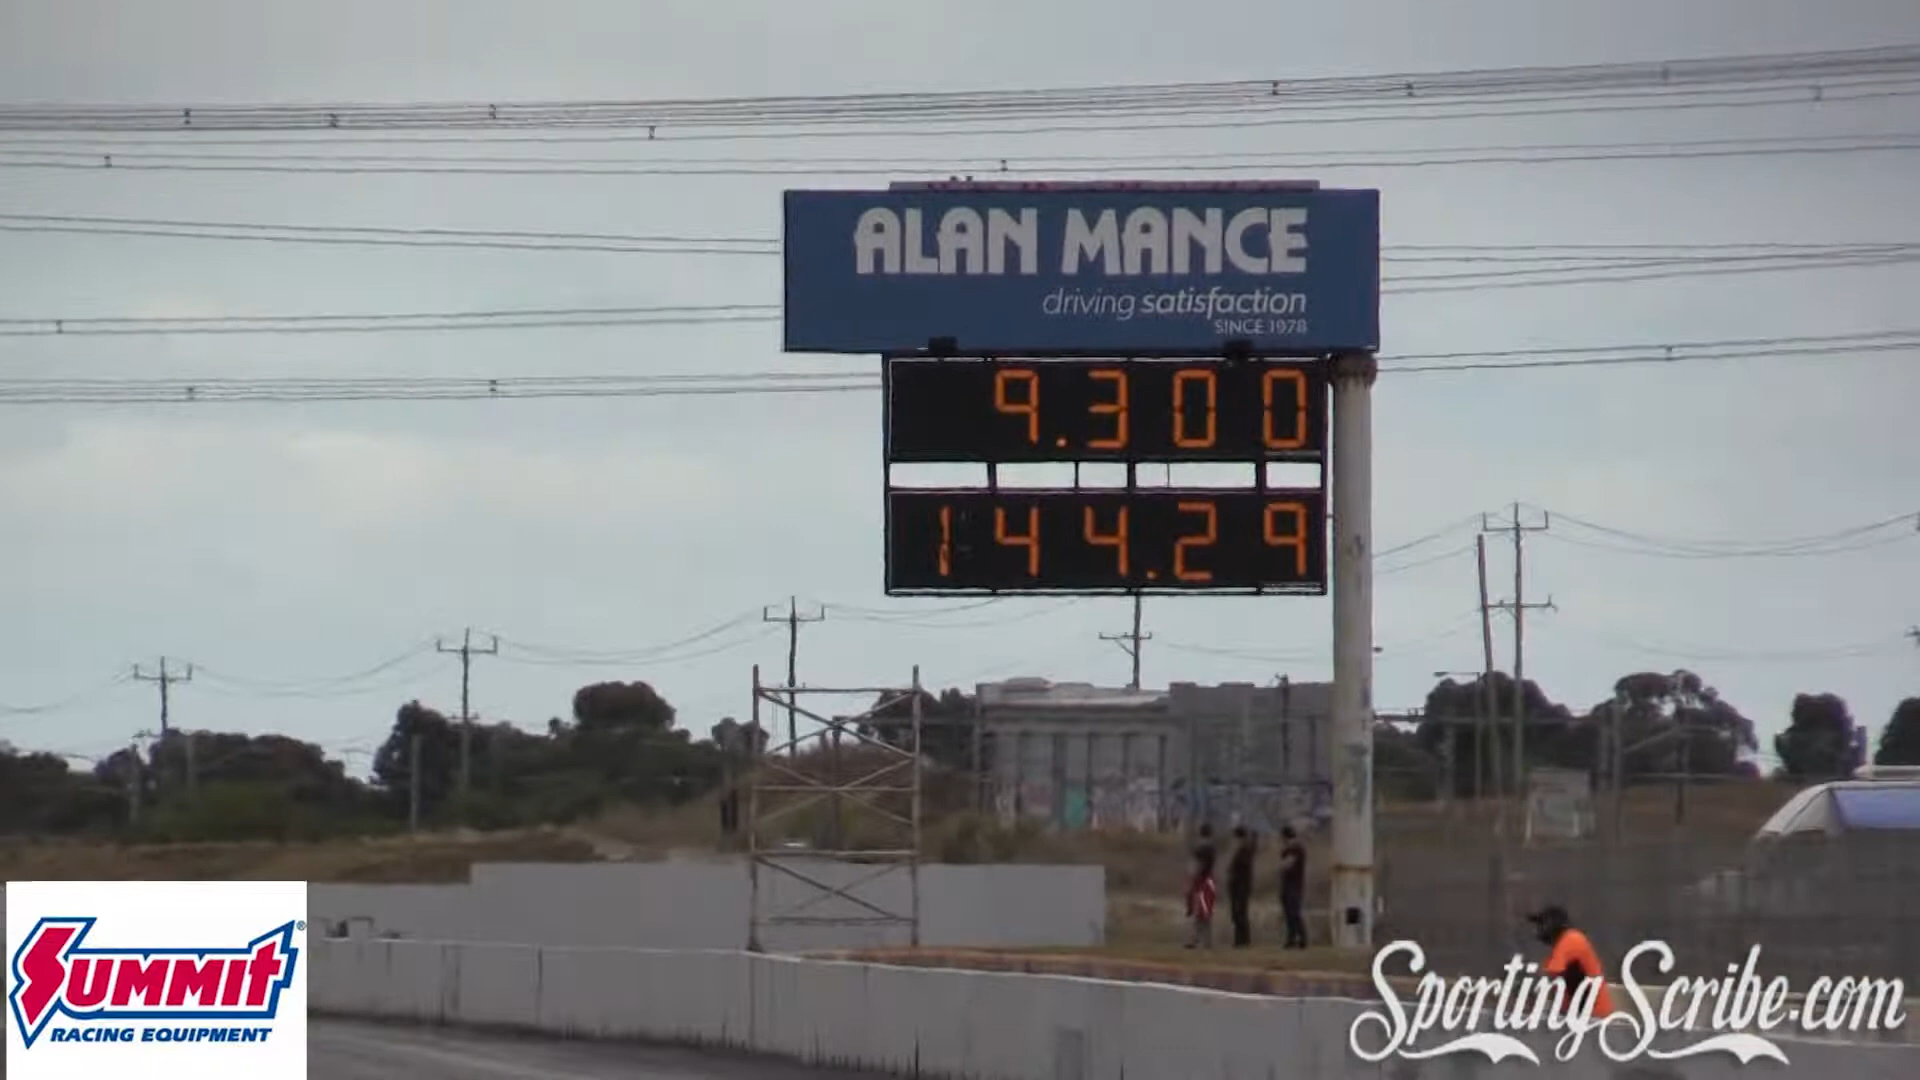 ALAN MANCE
driving satisfaction
SINCE 1978
9.300
144.29
SUMMIT®
RACING EQUIPMENT
SportingScribe.com